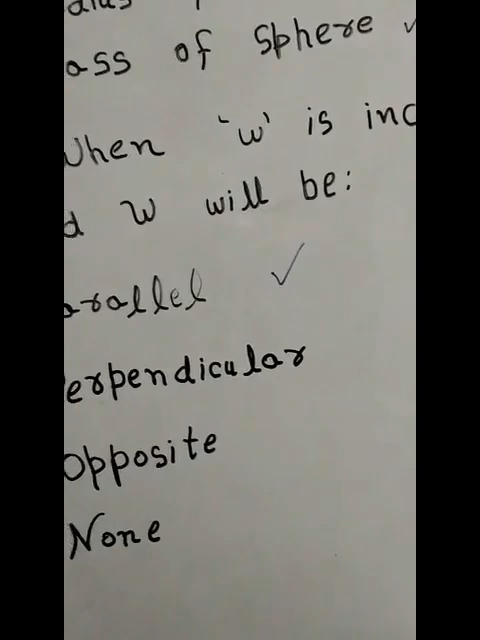 ass of sphere ✓
When 'w' is inc
d w will be:
arallel ✓
erpendicular
Opposite
None